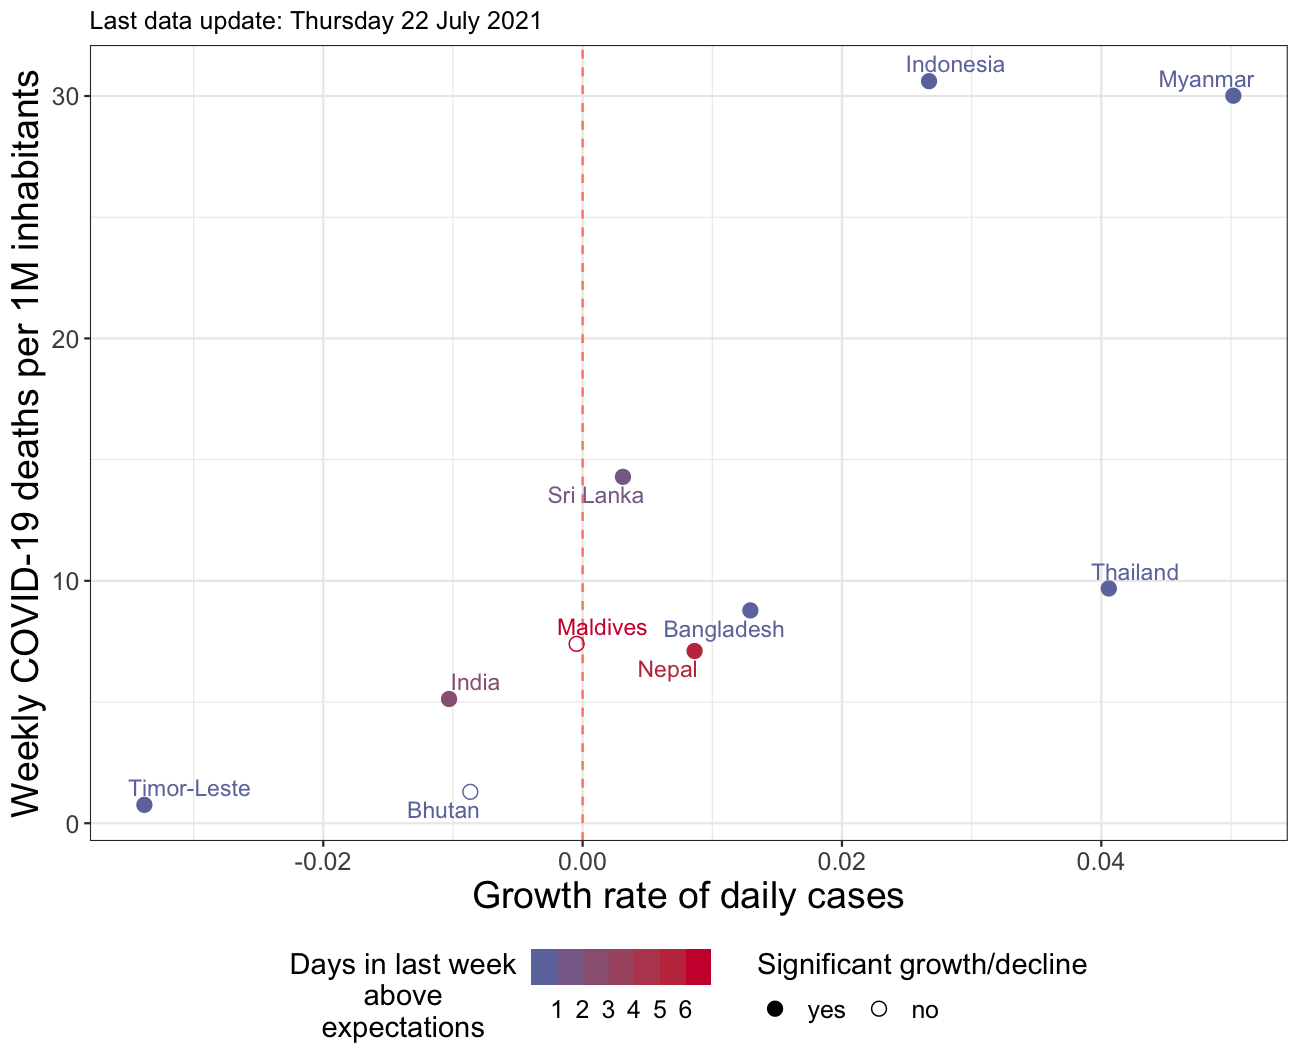 Last data update: Thursday 22 July 2021
Weekly COVID-19 deaths per 1M inhabitants
30
20
10
0
Indonesia
Myanmar
Sri Lanka
Thailand
Maldives
Bangladesh
Nepal
India
Timor-Leste
Bhutan
-0.02 0.00 0.02 0.04
Growth rate of daily cases
Days in last week
above
expectations
1 2 3 4 5 6
Significant growth/decline
yes no